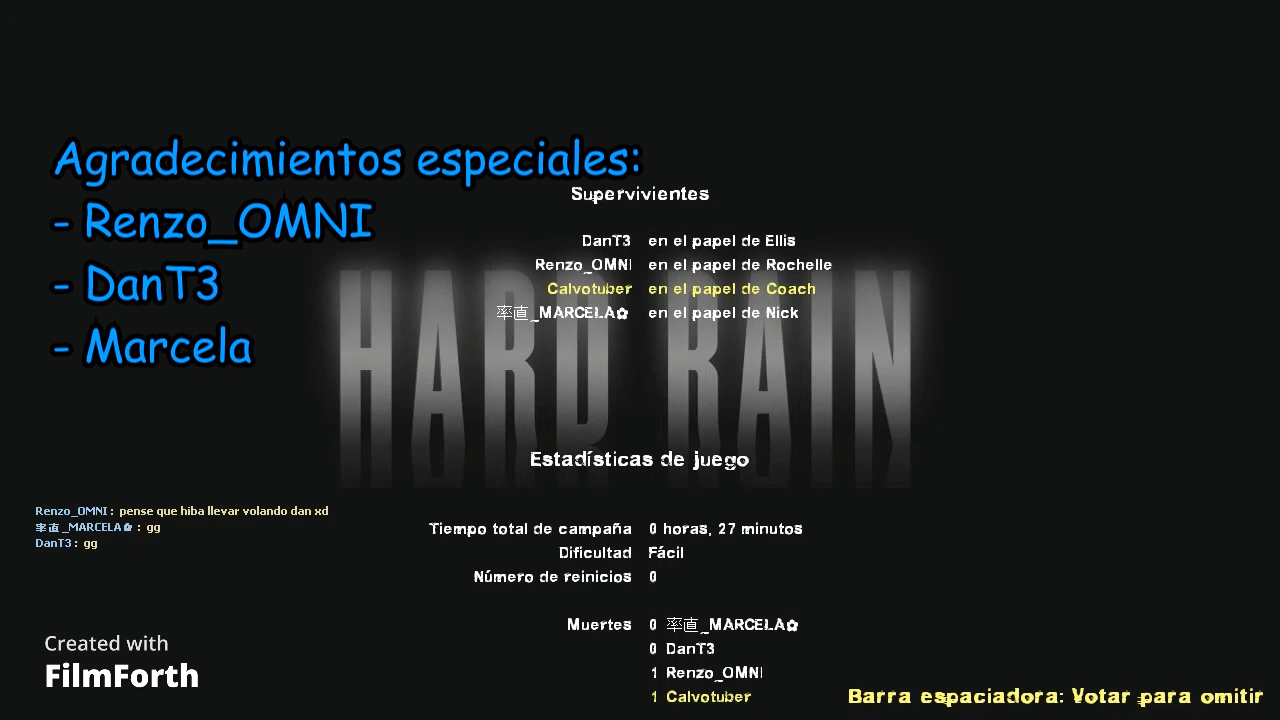 Agradecimientos especiales:
- Renzo_OMNI
- DanT3
- Marcela
Supervivientes
DanT3 en el papel de Ellis
Renzo_OMNI en el papel de Rochelle
Calvotuber en el papel de Coach
率直_MARCELA✿ en el papel de Nick
HARD RAIN
Estadísticas de juego
Renzo_OMNI : pense que hiba llevar volando dan xd
率直_MARCELA✿ : gg
DanT3 : gg
Tiempo total de campaña 0 horas, 27 minutos
Dificultad Fácil
Número de reinicios 0
Muertes 0 率直_MARCELA✿
0 DanT3
1 Renzo_OMNI
1 Calvotuber
Created with
FilmForth
Barra espaciadora: Votar para omitir